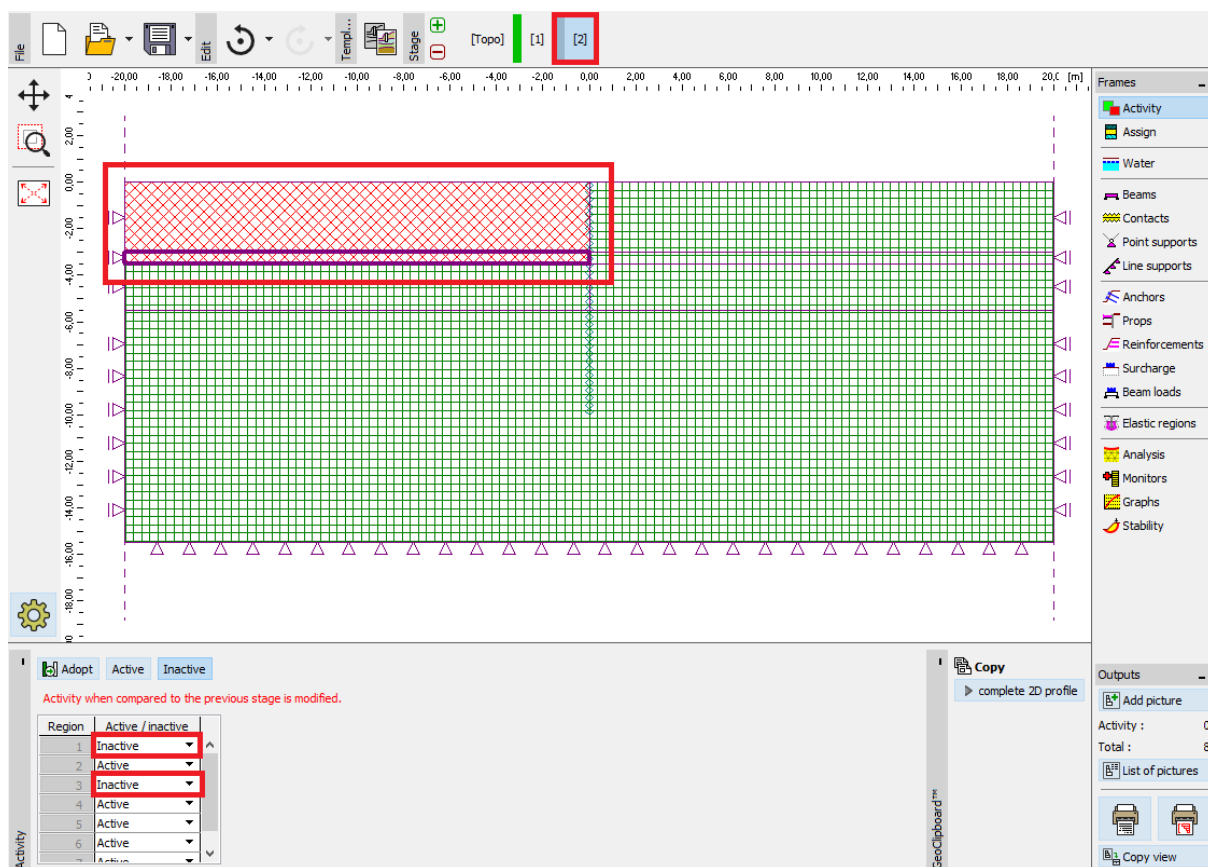 File
Edit
Templ...
Stage
[Topo]
[1]
[2]
-20,00 -18,00 -16,00 -14,00 -12,00 -10,00 -8,00 -6,00 -4,00 -2,00 0,00 2,00 4,00 6,00 8,00 10,00 12,00 14,00 16,00 18,00 20,0 [m]
2,00
0,00
-2,00
-4,00
-6,00
-8,00
-10,00
-12,00
-14,00
-16,00
-18,00
Frames
Activity
Assign
Water
Beams
Contacts
Point supports
Line supports
Anchors
Props
Reinforcements
Surcharge
Beam loads
Elastic regions
Analysis
Monitors
Graphs
Stability
Activity
Adopt Active Inactive
Activity when compared to the previous stage is modified.
Region Active / inactive
1 Inactive
2 Active
3 Inactive
4 Active
5 Active
6 Active
7 Active
GeoClipboard™
Copy
complete 2D profile
Outputs
Add picture
Activity : 0
Total : 8
List of pictures
Copy view